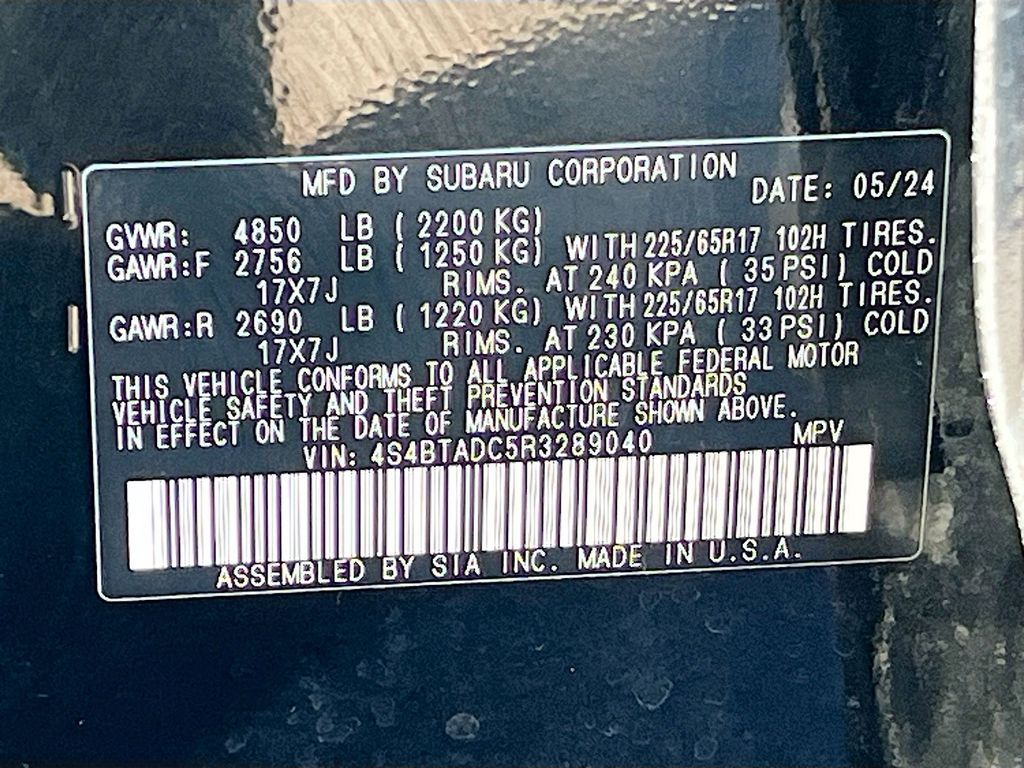 MFD BY SUBARU CORPORATION DATE: 05/24
GVWR: 4850 LB ( 2200 KG)
GAWR:F 2756 LB ( 1250 KG) WITH 225/65R17 102H TIRES.
17X7J RIMS. AT 240 KPA ( 35 PSI) COLD
GAWR:R 2690 LB ( 1220 KG) WITH 225/65R17 102H TIRES.
17X7J RIMS. AT 230 KPA ( 33 PSI) COLD
THIS VEHICLE CONFORMS TO ALL APPLICABLE FEDERAL MOTOR
VEHICLE SAFETY AND THEFT PREVENTION STANDARDS
IN EFFECT ON THE DATE OF MANUFACTURE SHOWN ABOVE.
VIN: 4S4BTADC5R3289040 MPV
ASSEMBLED BY SIA INC. MADE IN U.S.A.